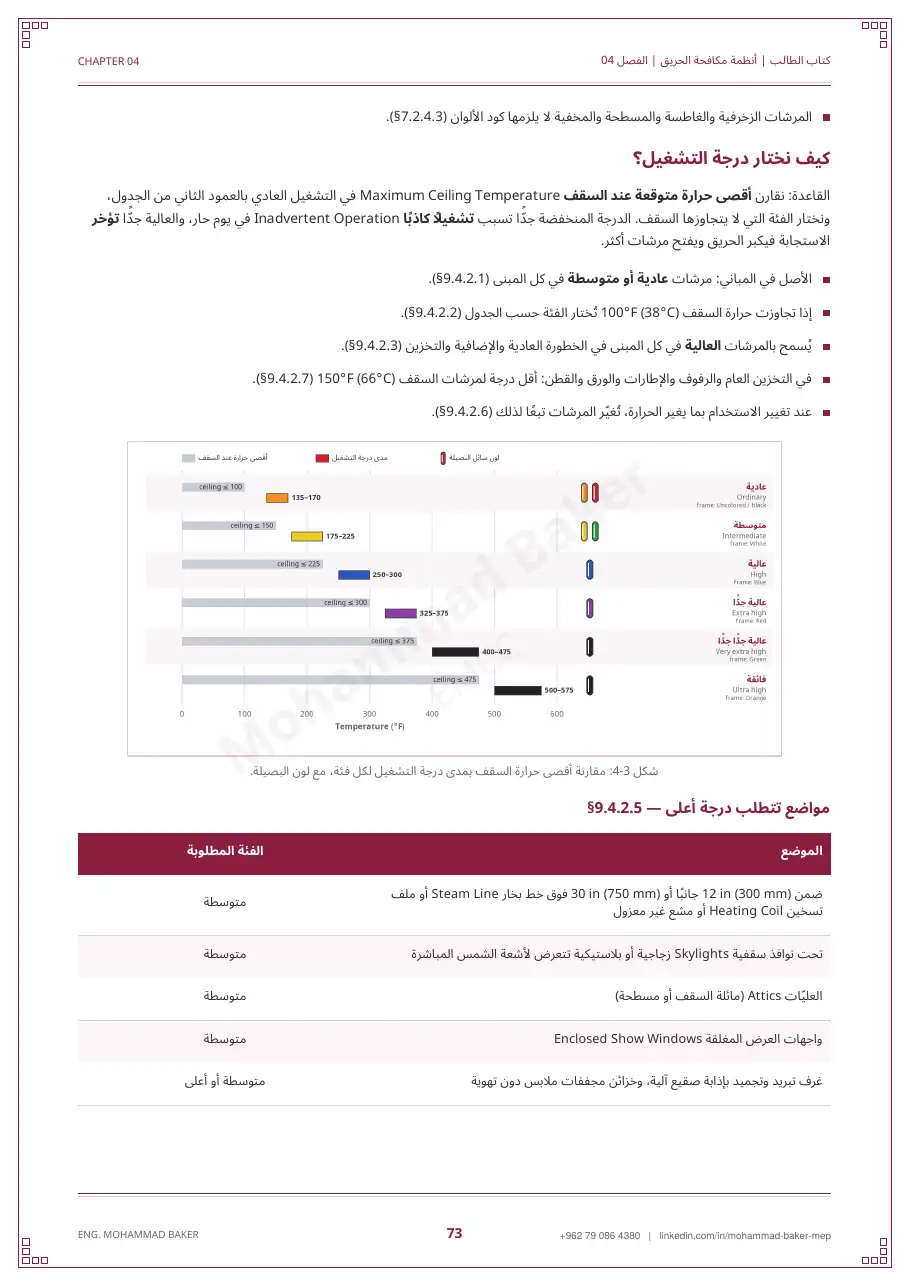 كتاب الطالب | أنظمة مكافحة الحريق | الفصل 04
CHAPTER 04
المرشات الزخرفية والغاطسة والمسطحة والمخفية لا يلزمها كود الألوان (§7.2.4.3).
كيف نختار درجة التشغيل؟
القاعدة: نقارن أقصى حرارة متوقعة عند السقف Maximum Ceiling Temperature في التشغيل العادي بالعمود الثاني من الجدول،
ونختار الفئة التي لا يتجاوزها السقف. الدرجة المنخفضة جدًّا تسبب تشغيلًا كاذبًا Inadvertent Operation في يوم حار، والعالية جدًّا تؤخر
الاستجابة فيكبر الحريق ويفتح مرشات أكثر.
الأصل في المباني: مرشات عادية أو متوسطة في كل المبنى (§9.4.2.1).
إذا تجاوزت حرارة السقف 100°F (38°C) تُختار الفئة حسب الجدول (§9.4.2.2).
يُسمح بالمرشات العالية في كل المبنى في الخطورة العادية والإضافية والتخزين (§9.4.2.3).
في التخزين العام والرفوف والإطارات والورق والقطن: أقل درجة لمرشات السقف 150°F (66°C) (§9.4.2.7).
عند تغيير الاستخدام بما يغير الحرارة، تُغيّر المرشات تبعًا لذلك (§9.4.2.6).
لون سائل البصيلة
مدى درجة التشغيل
أقصى حرارة عند السقف
عادية
Ordinary
frame: Uncolored / black
ceiling ≤ 100
135–170
متوسطة
Intermediate
frame: White
ceiling ≤ 150
175–225
عالية
High
frame: Blue
ceiling ≤ 225
250–300
عالية جدًّا
Extra high
frame: Red
ceiling ≤ 300
325–375
عالية جدًّا جدًّا
Very extra high
frame: Green
ceiling ≤ 375
400–475
فائقة
Ultra high
frame: Orange
ceiling ≤ 475
500–575
0 100 200 300 400 500 600
Temperature (°F)
Mohammad Baker
شكل 3-4: مقارنة أقصى حرارة السقف بمدى درجة التشغيل لكل فئة، مع لون البصيلة.
مواضع تتطلب درجة أعلى — §9.4.2.5
الموضع
الفئة المطلوبة
ضمن 12 in (300 mm) جانبًا أو 30 in (750 mm) فوق خط بخار Steam Line أو ملف
تسخين Heating Coil أو مشع غير معزول
متوسطة
تحت نوافذ سقفية Skylights زجاجية أو بلاستيكية تتعرض لأشعة الشمس المباشرة
متوسطة
العليّات Attics (مائلة السقف أو مسطحة)
متوسطة
واجهات العرض المغلقة Enclosed Show Windows
متوسطة
غرف تبريد وتجميد بإذابة صقيع آلية، وخزائن مجففات ملابس دون تهوية
متوسطة أو أعلى
ENG. MOHAMMAD BAKER
73
+962 79 086 4380 | linkedin.com/in/mohammad-baker-mep